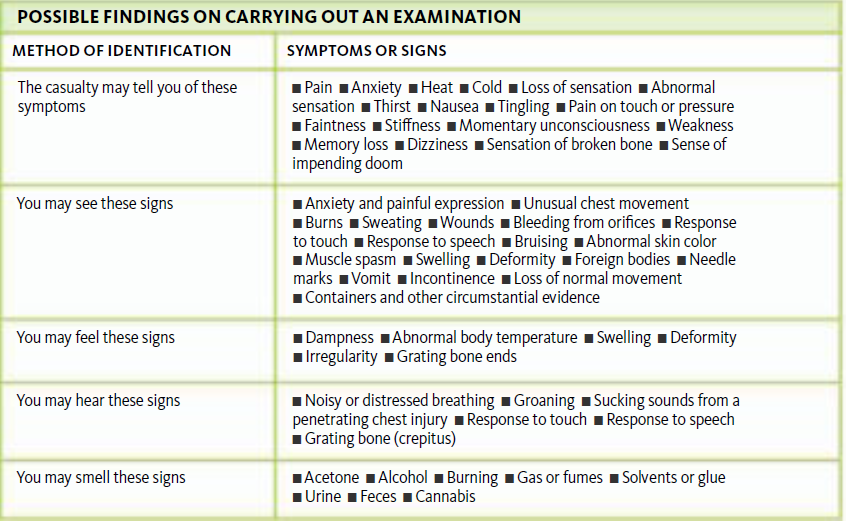 POSSIBLE FINDINGS ON CARRYING OUT AN EXAMINATION
METHOD OF IDENTIFICATION
SYMPTOMS OR SIGNS
The casualty may tell you of these
symptoms
■ Pain ■ Anxiety ■ Heat ■ Cold ■ Loss of sensation ■ Abnormal
sensation ■ Thirst ■ Nausea ■ Tingling ■ Pain on touch or pressure
■ Faintness ■ Stiffness ■ Momentary unconsciousness ■ Weakness
■ Memory loss ■ Dizziness ■ Sensation of broken bone ■ Sense of
impending doom
You may see these signs
■ Anxiety and painful expression ■ Unusual chest movement
■ Burns ■ Sweating ■ Wounds ■ Bleeding from orifices ■ Response
to touch ■ Response to speech ■ Bruising ■ Abnormal skin color
■ Muscle spasm ■ Swelling ■ Deformity ■ Foreign bodies ■ Needle
marks ■ Vomit ■ Incontinence ■ Loss of normal movement
■ Containers and other circumstantial evidence
You may feel these signs
■ Dampness ■ Abnormal body temperature ■ Swelling ■ Deformity
■ Irregularity ■ Grating bone ends
You may hear these signs
■ Noisy or distressed breathing ■ Groaning ■ Sucking sounds from a
penetrating chest injury ■ Response to touch ■ Response to speech
■ Grating bone (crepitus)
You may smell these signs
■ Acetone ■ Alcohol ■ Burning ■ Gas or fumes ■ Solvents or glue
■ Urine ■ Feces ■ Cannabis